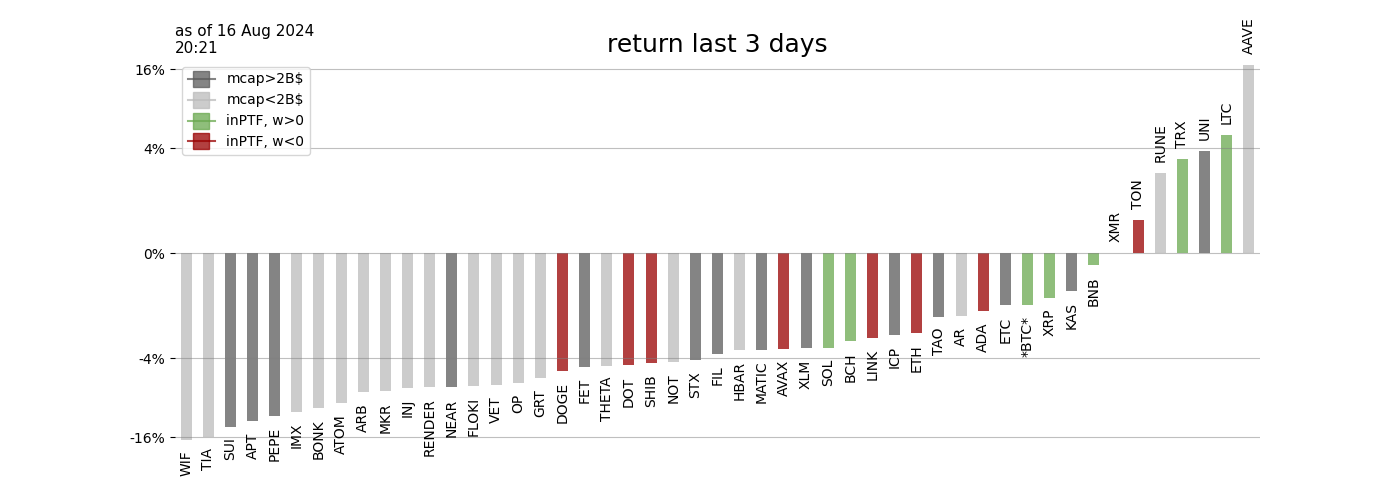 as of 16 Aug 2024
20:21
return last 3 days
16%
4%
0%
-4%
-16%
mcap>2B$
mcap<2B$
inPTF, w>0
inPTF, w<0
WIF
TIA
SUI
APT
PEPE
IMX
BONK
ATOM
ARB
MKR
INJ
RENDER
NEAR
FLOKI
VET
OP
GRT
DOGE
FET
THETA
DOT
SHIB
NOT
STX
FIL
HBAR
MATIC
AVAX
XLM
SOL
BCH
LINK
ICP
ETH
TAO
AR
ADA
ETC
*BTC*
XRP
KAS
BNB
XMR
TON
RUNE
TRX
UNI
LTC
AAVE